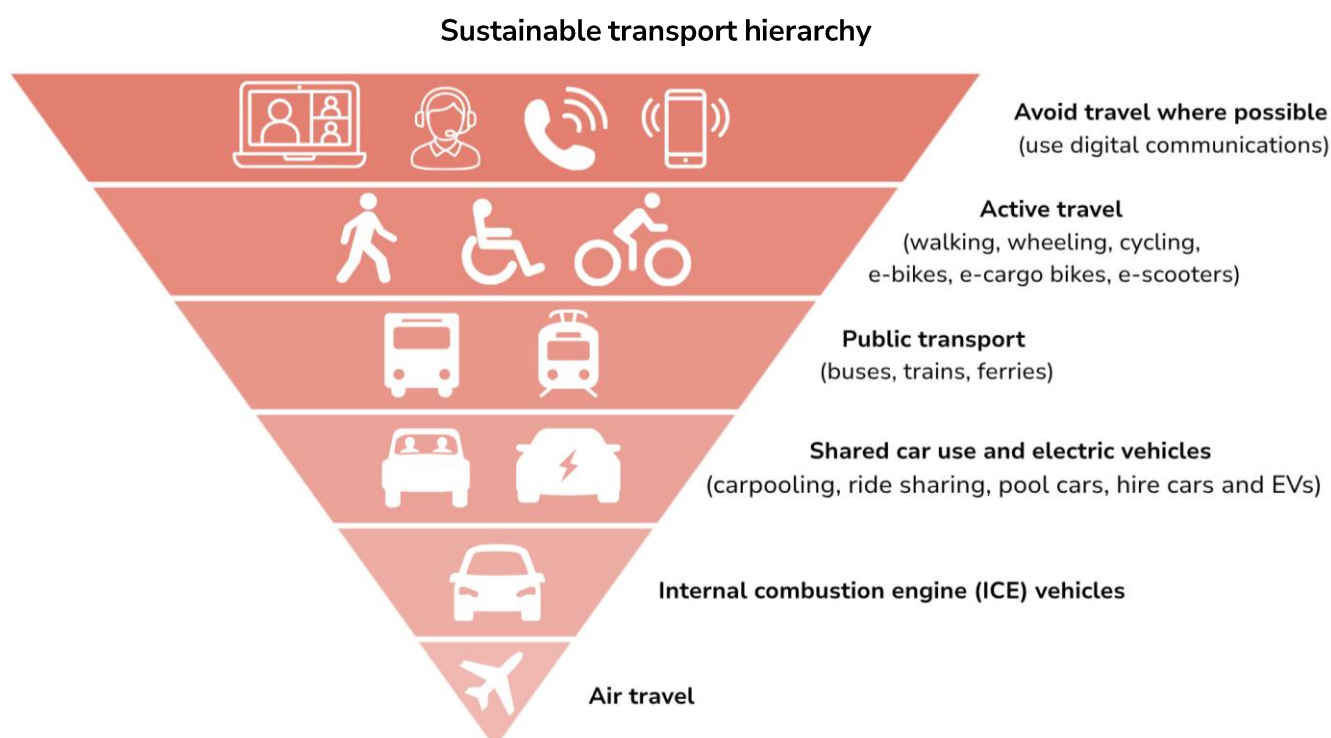 Sustainable transport hierarchy
Avoid travel where possible
(use digital communications)
Active travel
(walking, wheeling, cycling,
e-bikes, e-cargo bikes, e-scooters)
Public transport
(buses, trains, ferries)
Shared car use and electric vehicles
(carpooling, ride sharing, pool cars, hire cars and EVs)
Internal combustion engine (ICE) vehicles
Air travel